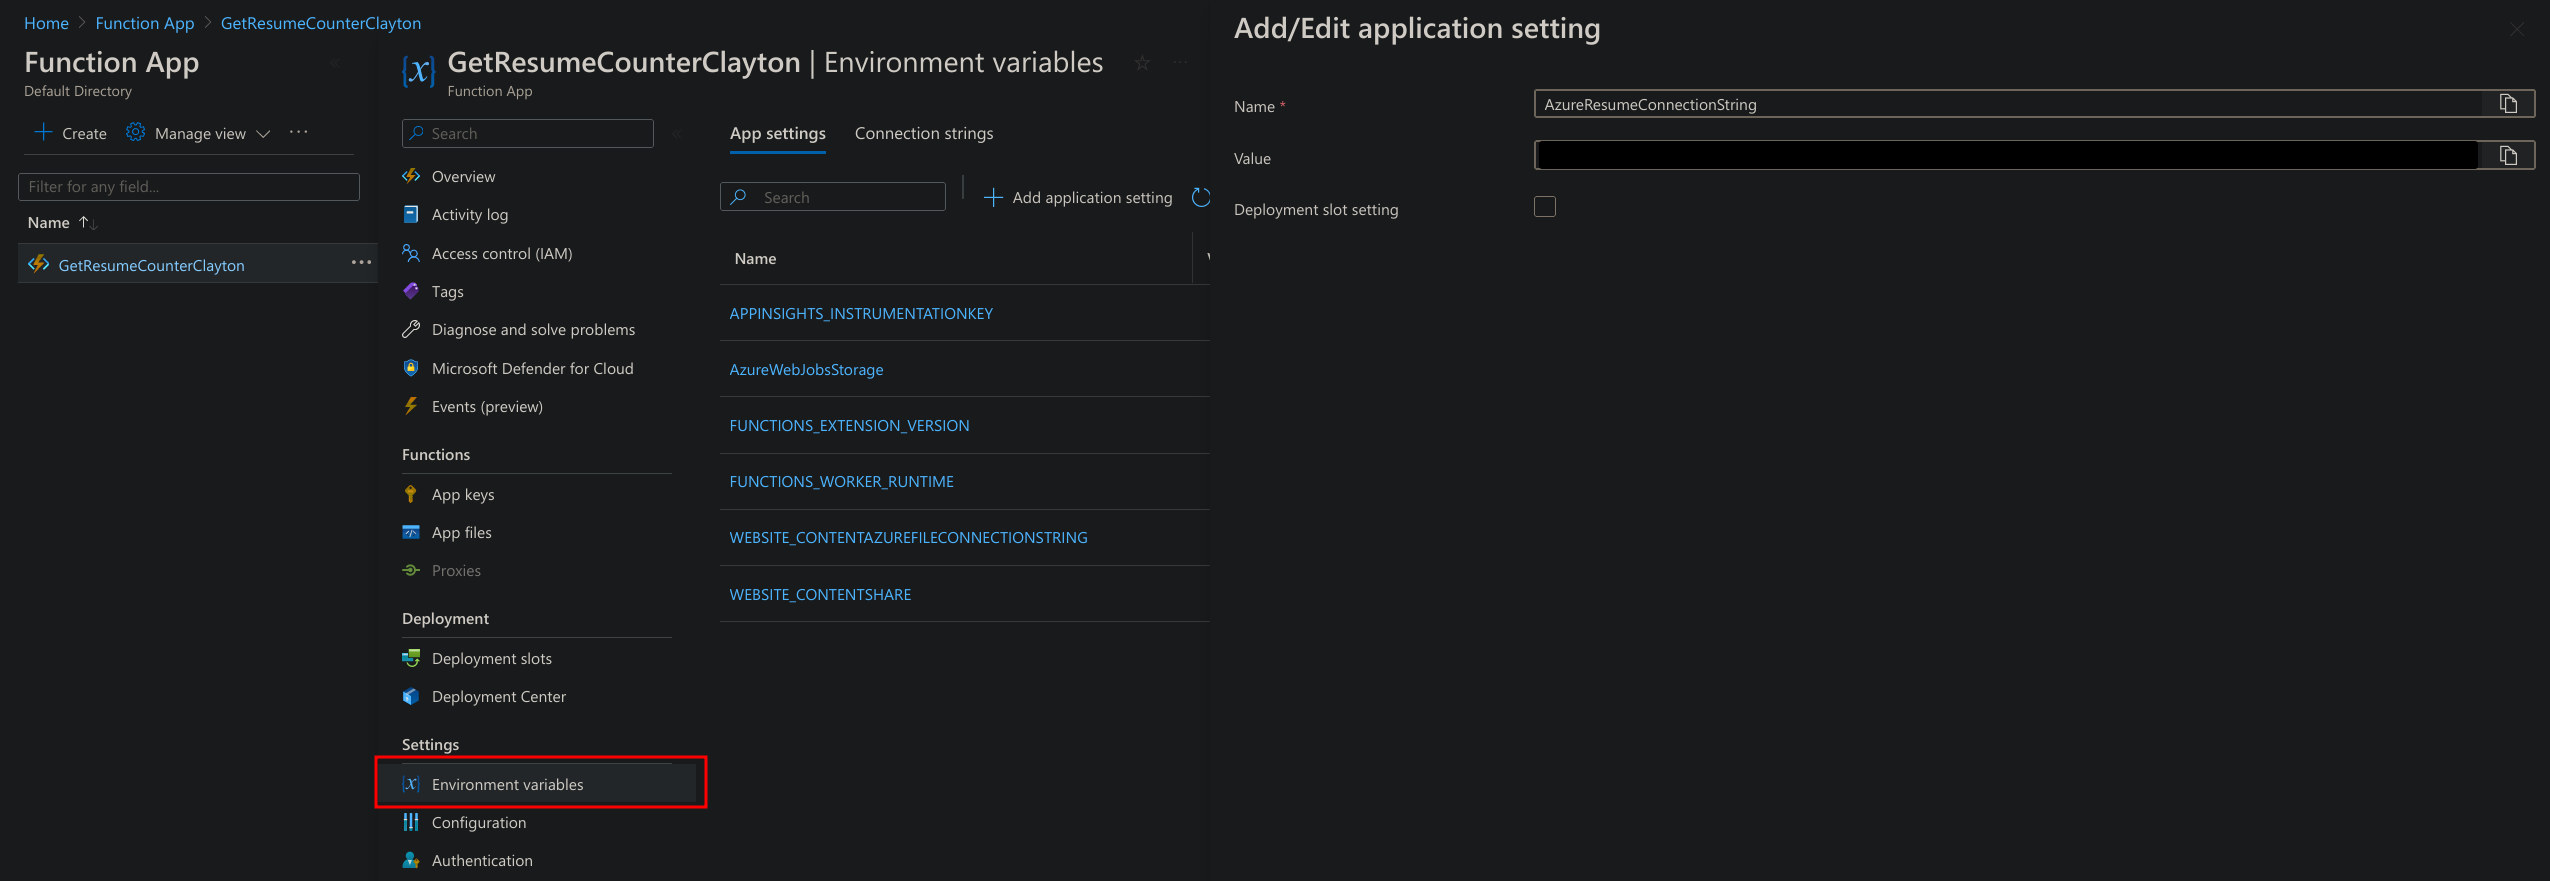 Home > Function App > GetResumeCounterClayton
Function App
Default Directory
Create Manage view ...
Filter for any field...
Name ↑↓
GetResumeCounterClayton ...
GetResumeCounterClayton | Environment variables
Function App
Search
Overview
Activity log
Access control (IAM)
Tags
Diagnose and solve problems
Microsoft Defender for Cloud
Events (preview)
Functions
App keys
App files
Proxies
Deployment
Deployment slots
Deployment Center
Settings
Environment variables
Configuration
Authentication
App settings Connection strings
Search
Add application setting
Name
APPINSIGHTS_INSTRUMENTATIONKEY
AzureWebJobsStorage
FUNCTIONS_EXTENSION_VERSION
FUNCTIONS_WORKER_RUNTIME
WEBSITE_CONTENTAZUREFILECONNECTIONSTRING
WEBSITE_CONTENTSHARE
Add/Edit application setting
Name * AzureResumeConnectionString
Value
Deployment slot setting